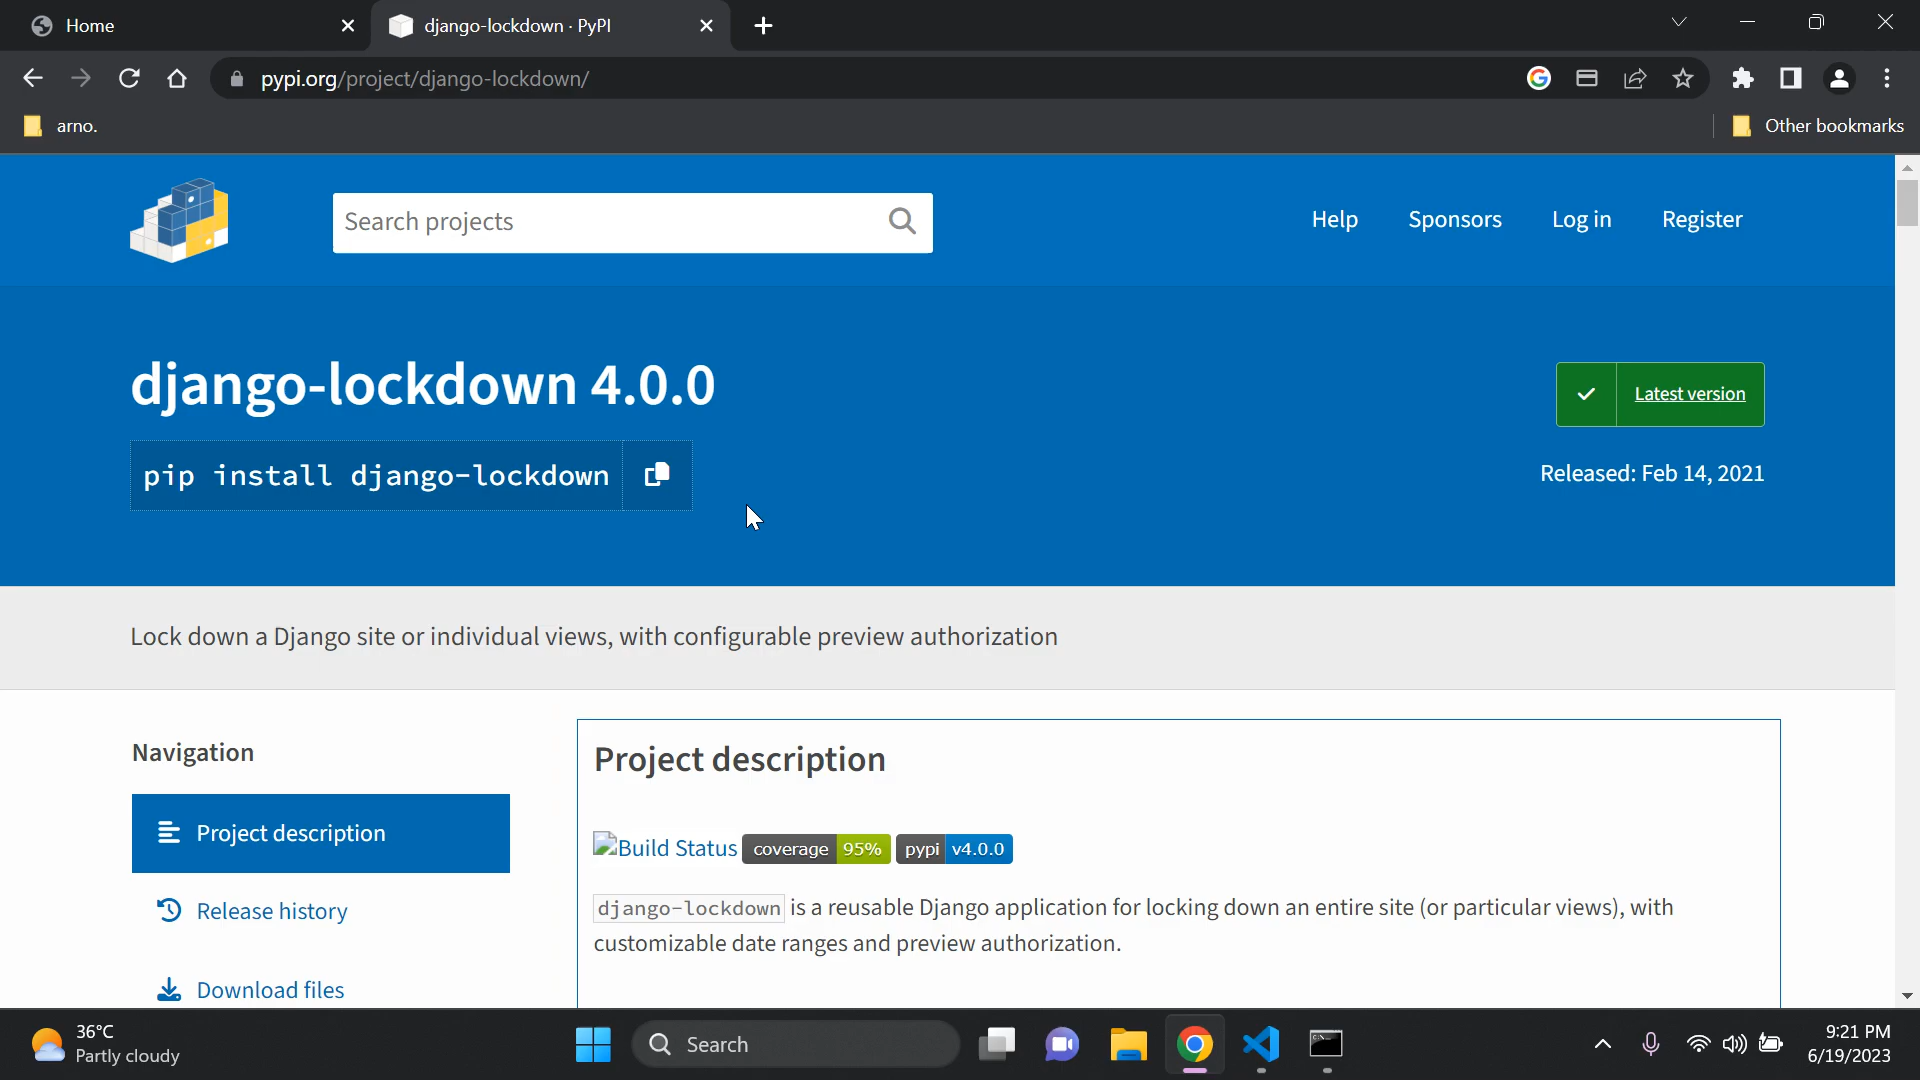 Home
django-lockdown · PyPI
pypi.org/project/django-lockdown/
arno.
Other bookmarks
Search projects
Help
Sponsors
Log in
Register
django-lockdown 4.0.0
Latest version
pip install django-lockdown
Released: Feb 14, 2021
Lock down a Django site or individual views, with configurable preview authorization
Navigation
Project description
Release history
Download files
Project description
Build Status coverage 95% pypi v4.0.0
django-lockdown is a reusable Django application for locking down an entire site (or particular views), with
customizable date ranges and preview authorization.
36°C
Partly cloudy
Search
9:21 PM
6/19/2023